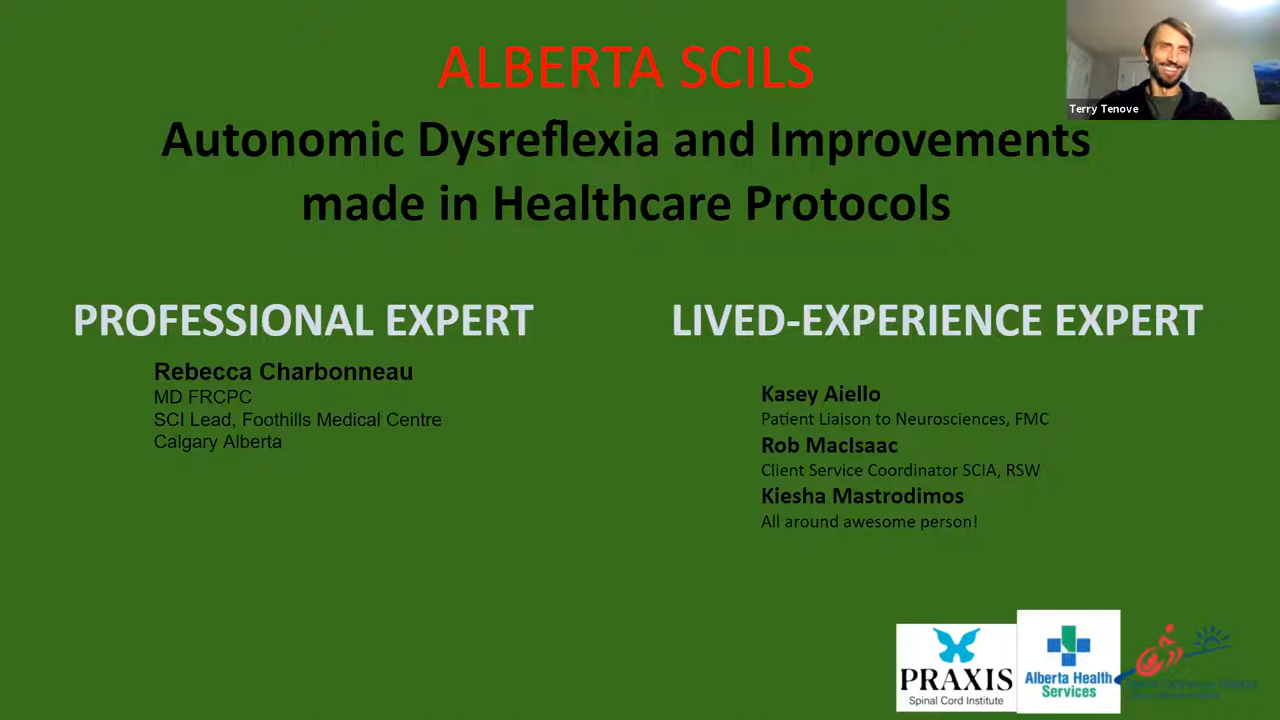 ALBERTA SCILS
Terry Tenove
Autonomic Dysreflexia and Improvements
made in Healthcare Protocols
PROFESSIONAL EXPERT
Rebecca Charbonneau
MD FRCPC
SCI Lead, Foothills Medical Centre
Calgary Alberta
LIVED-EXPERIENCE EXPERT
Kasey Aiello
Patient Liaison to Neurosciences, FMC
Rob MacIsaac
Client Service Coordinator SCIA, RSW
Kiesha Mastrodimos
All around awesome person!
PRAXIS
Spinal Cord Institute
Alberta Health
Services